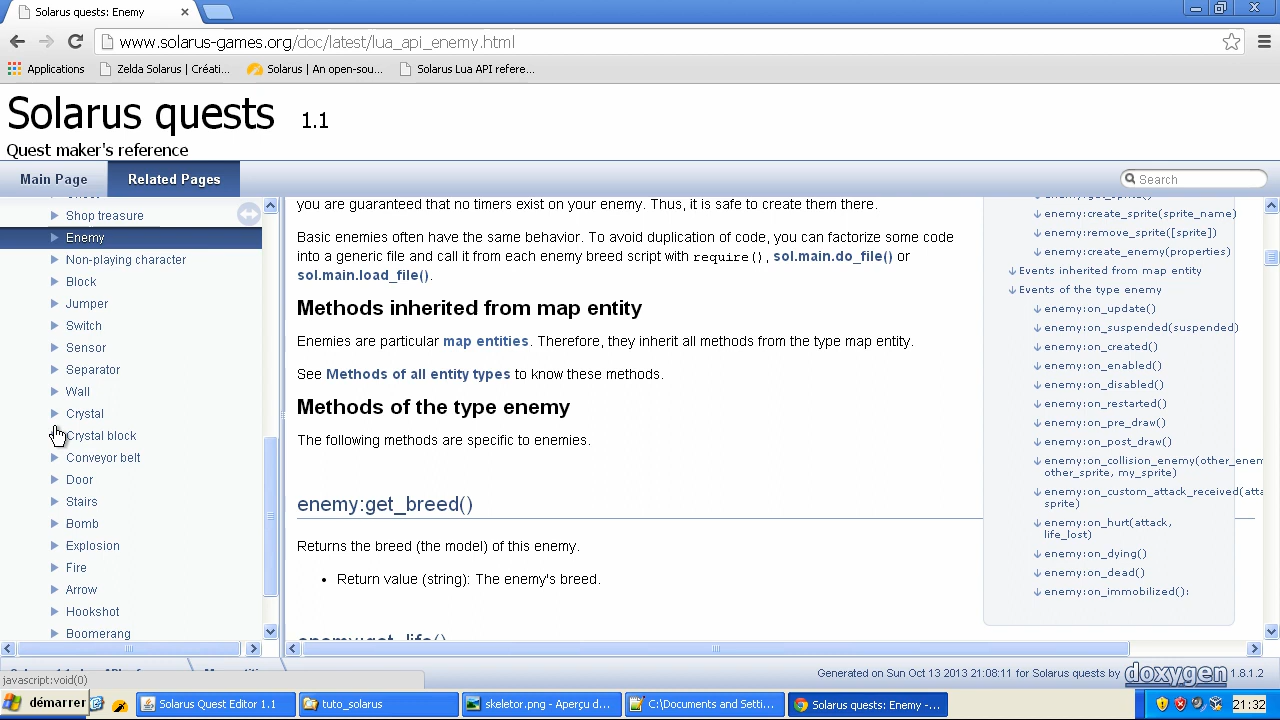 Solarus quests: Enemy
www.solarus-games.org/doc/latest/lua_api_enemy.html
Applications
Zelda Solarus | Créati...
Solarus | An open-sou...
Solarus Lua API refere...
Solarus quests 1.1
Quest maker's reference
Main Page
Related Pages
Search
Shop treasure
Enemy
Non-playing character
Block
Jumper
Switch
Sensor
Separator
Wall
Crystal
Crystal block
Conveyor belt
Door
Stairs
Bomb
Explosion
Fire
Arrow
Hookshot
Boomerang
you are guaranteed that no timers exist on your enemy. Thus, it is safe to create them there.
Basic enemies often have the same behavior. To avoid duplication of code, you can factorize some code
into a generic file and call it from each enemy breed script with require(), sol.main.do_file() or
sol.main.load_file().
Methods inherited from map entity
Enemies are particular map entities. Therefore, they inherit all methods from the type map entity.
See Methods of all entity types to know these methods.
Methods of the type enemy
The following methods are specific to enemies.
enemy:get_breed()
Returns the breed (the model) of this enemy.
• Return value (string): The enemy's breed.
enemy:get_life()
enemy:create_sprite(sprite_name)
enemy:remove_sprite([sprite])
enemy:create_enemy(properties)
Events inherited from map entity
Events of the type enemy
enemy:on_update()
enemy:on_suspended(suspended)
enemy:on_created()
enemy:on_enabled()
enemy:on_disabled()
enemy:on_restarted()
enemy:on_pre_draw()
enemy:on_post_draw()
enemy:on_collision_enemy(other_enem
other_sprite, my_sprite)
enemy:on_custom_attack_received(atta
sprite)
enemy:on_hurt(attack,
life_lost)
enemy:on_dying()
enemy:on_dead()
enemy:on_immobilized():
javascript:void(0)
Generated on Sun Oct 13 2013 21:08:11 for Solarus quests by doxygen 1.8.1.2
démarrer
Solarus Quest Editor 1.1
tuto_solarus
skeletor.png - Aperçu d...
C:\Documents and Setti...
Solarus quests: Enemy -...
21:32